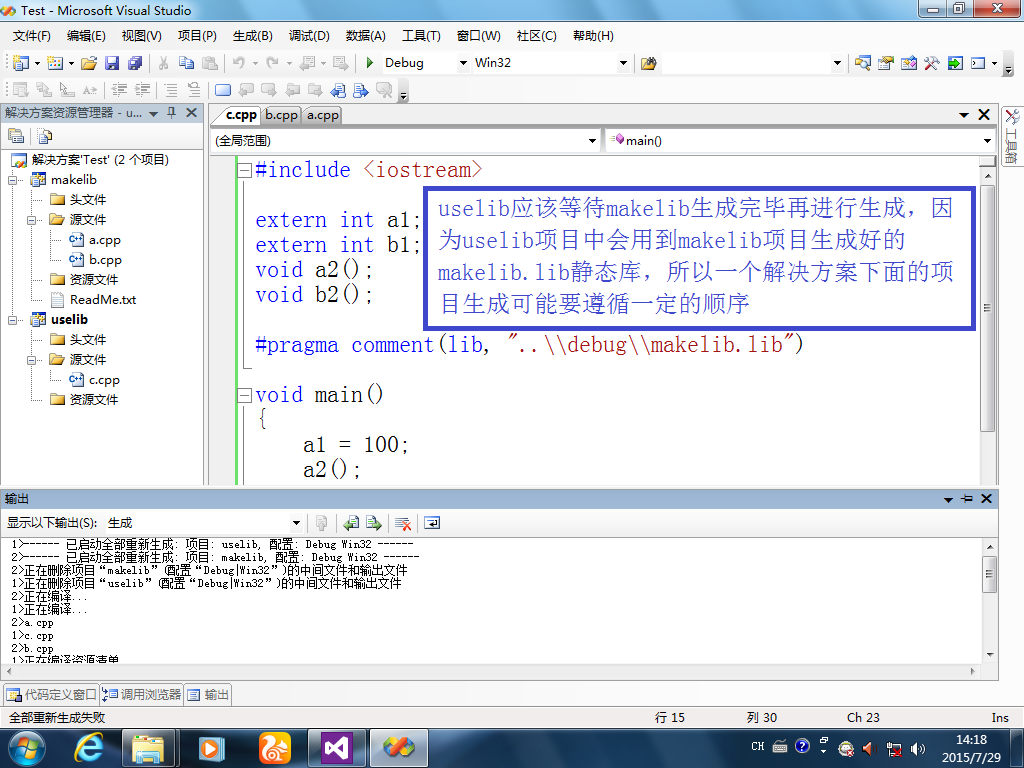 Test - Microsoft Visual Studio
文件(F) 编辑(E) 视图(V) 项目(P) 生成(B) 调试(D) 数据(A) 工具(T) 窗口(W) 社区(C) 帮助(H)
Debug Win32
解决方案资源管理器 - u...
解决方案'Test' (2 个项目)
makelib
头文件
源文件
a.cpp
b.cpp
资源文件
ReadMe.txt
uselib
头文件
源文件
c.cpp
资源文件
c.cpp b.cpp a.cpp
(全局范围) main()
#include <iostream>
extern int a1;
extern int b1;
void a2();
void b2();
#pragma comment(lib, "..\\debug\\makelib.lib")
void main()
{
a1 = 100;
a2();
uselib应该等待makelib生成完毕再进行生成，因
为uselib项目中会用到makelib项目生成好的
makelib.lib静态库，所以一个解决方案下面的项
目生成可能要遵循一定的顺序
工具箱
输出
显示以下输出(S): 生成
1>------ 已启动全部重新生成: 项目: uselib, 配置: Debug Win32 ------
2>------ 已启动全部重新生成: 项目: makelib, 配置: Debug Win32 ------
2>正在删除项目“makelib”(配置“Debug|Win32”)的中间文件和输出文件
1>正在删除项目“uselib”(配置“Debug|Win32”)的中间文件和输出文件
2>正在编译...
1>正在编译...
2>a.cpp
1>c.cpp
2>b.cpp
1>正在编译资源清单
代码定义窗口 调用浏览器 输出
全部重新生成失败 行 15 列 30 Ch 23 Ins
CH 14:18
2015/7/29